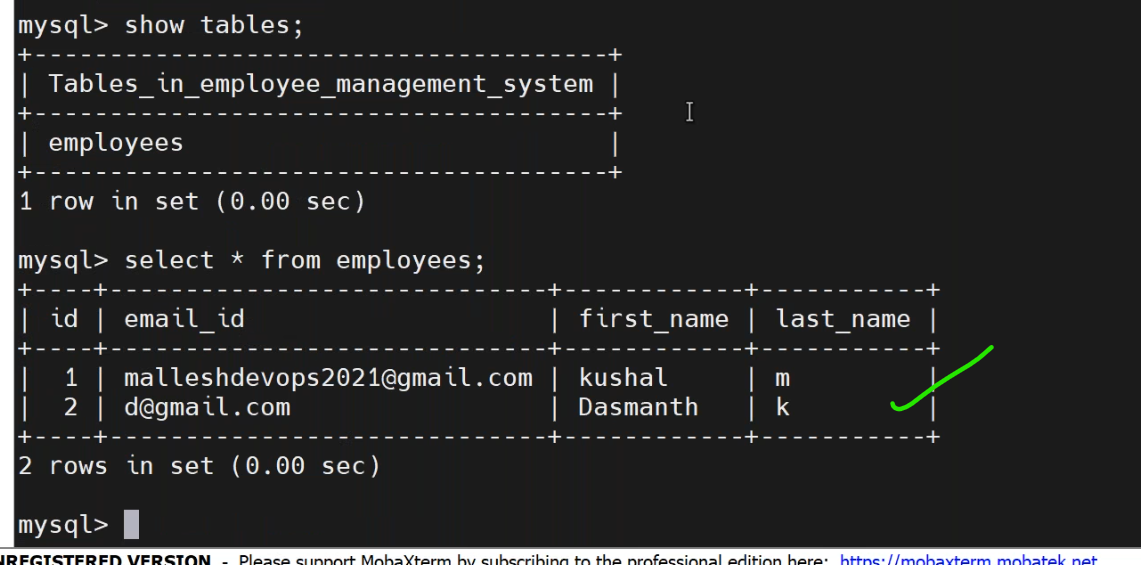 mysql> show tables;
+--------------------------------------+
| Tables_in_employee_management_system |
+--------------------------------------+
| employees                            |
+--------------------------------------+
1 row in set (0.00 sec)

mysql> select * from employees;
+----+----------------------------+------------+-----------+
| id | email_id                   | first_name | last_name |
+----+----------------------------+------------+-----------+
|  1 | malleshdevops2021@gmail.com | kushal     | m         |
|  2 | d@gmail.com                | Dasmanth   | k         |
+----+----------------------------+------------+-----------+
2 rows in set (0.00 sec)

mysql>
NREGISTERED VERSION - Please support MobaXterm by subscribing to the professional edition here: https://mobaxterm.mobatek.net